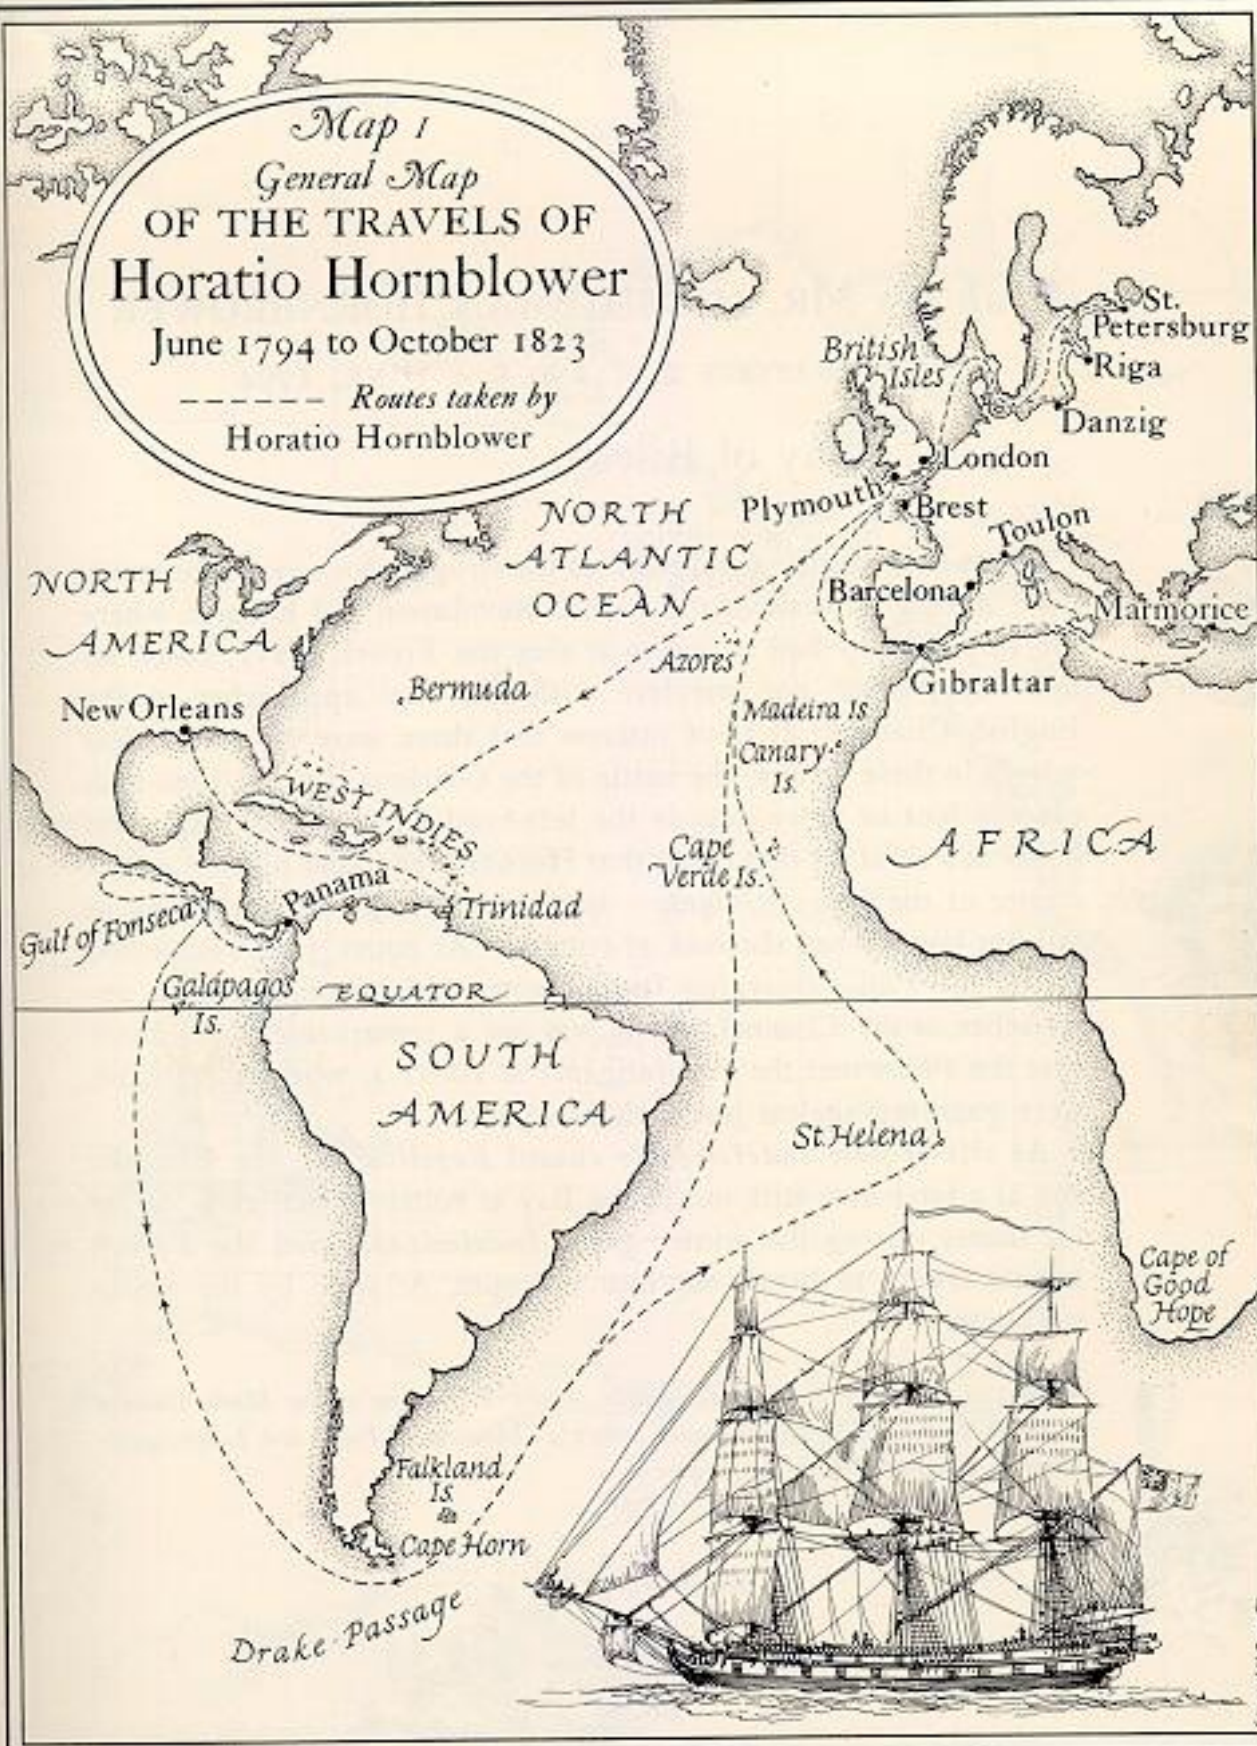 Map 1
General Map
OF THE TRAVELS OF
Horatio Hornblower
June 1794 to October 1823
Routes taken by
Horatio Hornblower
British
Isles
St.
Petersburg
Riga
Danzig
London
Plymouth
Brest
Toulon
Barcelona
Marmorice
Gibraltar
NORTH
ATLANTIC
OCEAN
NORTH
AMERICA
Azores
Bermuda
New Orleans
Madeira Is
Canary
Is.
WEST INDIES
Cape
Verde Is.
AFRICA
Panama
Trinidad
Gulf of Fonseca
Galápagos
Is.
EQUATOR
SOUTH
AMERICA
St. Helena
Cape of
Good
Hope
Falkland
Is.
Cape Horn
Drake Passage